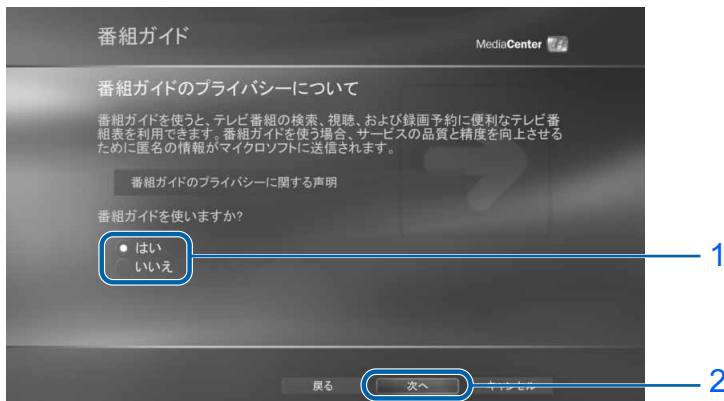 番組ガイド
MediaCenter
番組ガイドのプライバシーについて
番組ガイドを使うと、テレビ番組の検索、視聴、および録画予約に便利なテレビ番
組表を利用できます。番組ガイドを使う場合、サービスの品質と精度を向上させる
ために匿名の情報がマイクロソフトに送信されます。
番組ガイドのプライバシーに関する声明
番組ガイドを使いますか?
はい
いいえ
1
戻る 次へ キャンセル
2